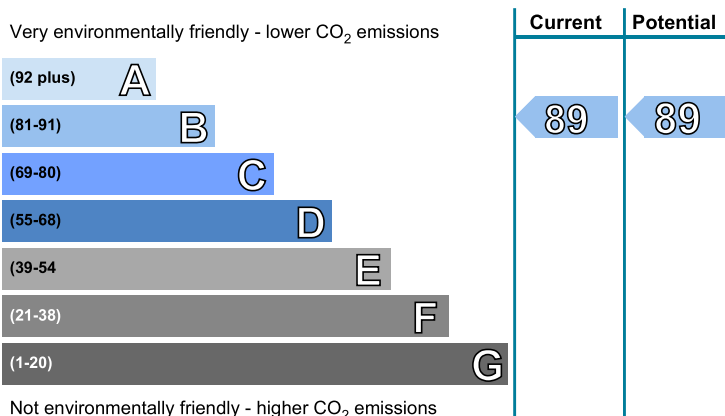 Very environmentally friendly - lower CO2 emissions
Current
Potential
(92 plus) A
(81-91) B
89
89
(69-80) C
(55-68) D
(39-54 E
(21-38) F
(1-20) G
Not environmentally friendly - higher CO2 emissions